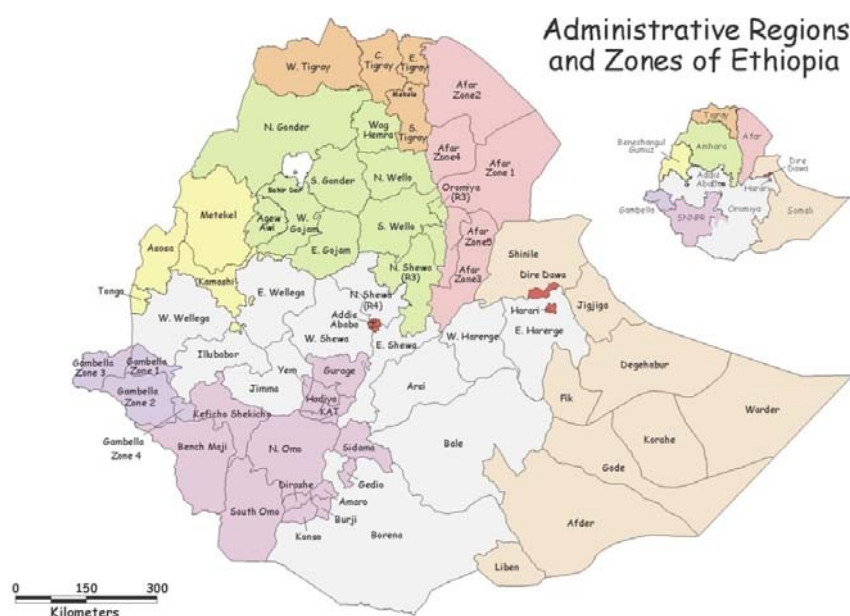 Administrative Regions
and Zones of Ethiopia
W. Tigray
C.
Tigray
E.
Tigray
Mekele
S.
Tigray
Afar
Zone2
N. Gonder
Wag
Hemra
Afar
Zone4
Afar
Zone 1
Bahir Dar
S. Gonder
N. Wello
Oromiya
(R3)
Metekel
Agew
Awi
W.
Gojam
S. Wello
E. Gojam
Afar
Zone5
Asosa
Kamashi
N. Shewa
(R3)
Afar
Zone3
Shinile
Dire Dawa
Tongo
E. Wellega
N. Shewa
(R4)
Addis
Ababa
W. Wellega
W. Shewa
E. Shewa
W. Harerge
Harari
E. Harerge
Jigjiga
Gambella
Zone 3
Gambella
Zone 1
Gambella
Zone 2
Gambella
Zone 4
Illubabor
Jimma
Yem
Gurage
Hadiya
KAT
Arsi
Fik
Degehabur
Warder
Keficho Shekicho
Bench Maji
N. Omo
Sidama
Bale
Korahe
Gode
Gedio
Dirashe
Amaro
South Omo
Burji
Konso
Borena
Afder
Liben
0 150 300
Kilometers
Tigray
Afar
Amhara
Beneshangul
Gumuz
Dire
Dawa
Addis
Ababa
Harari
Gambella
SNNPR
Oromiya
Somali